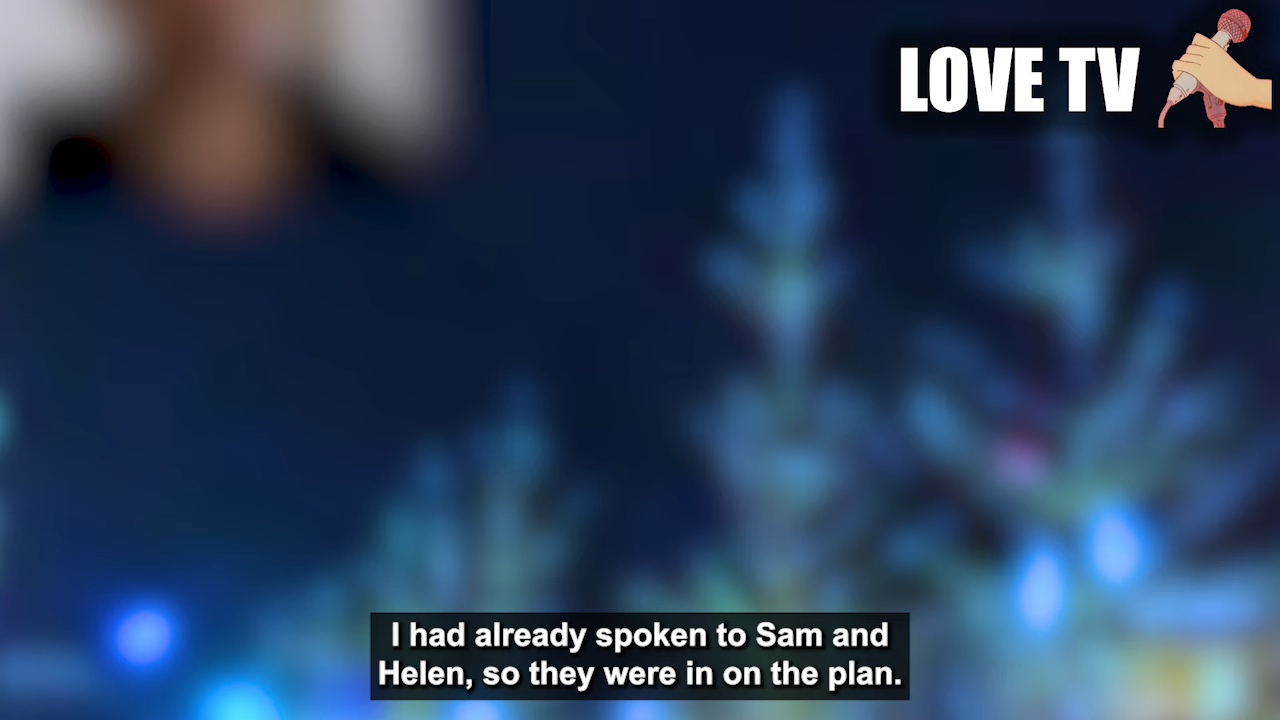 LOVE TV
I had already spoken to Sam and
Helen, so they were in on the plan.